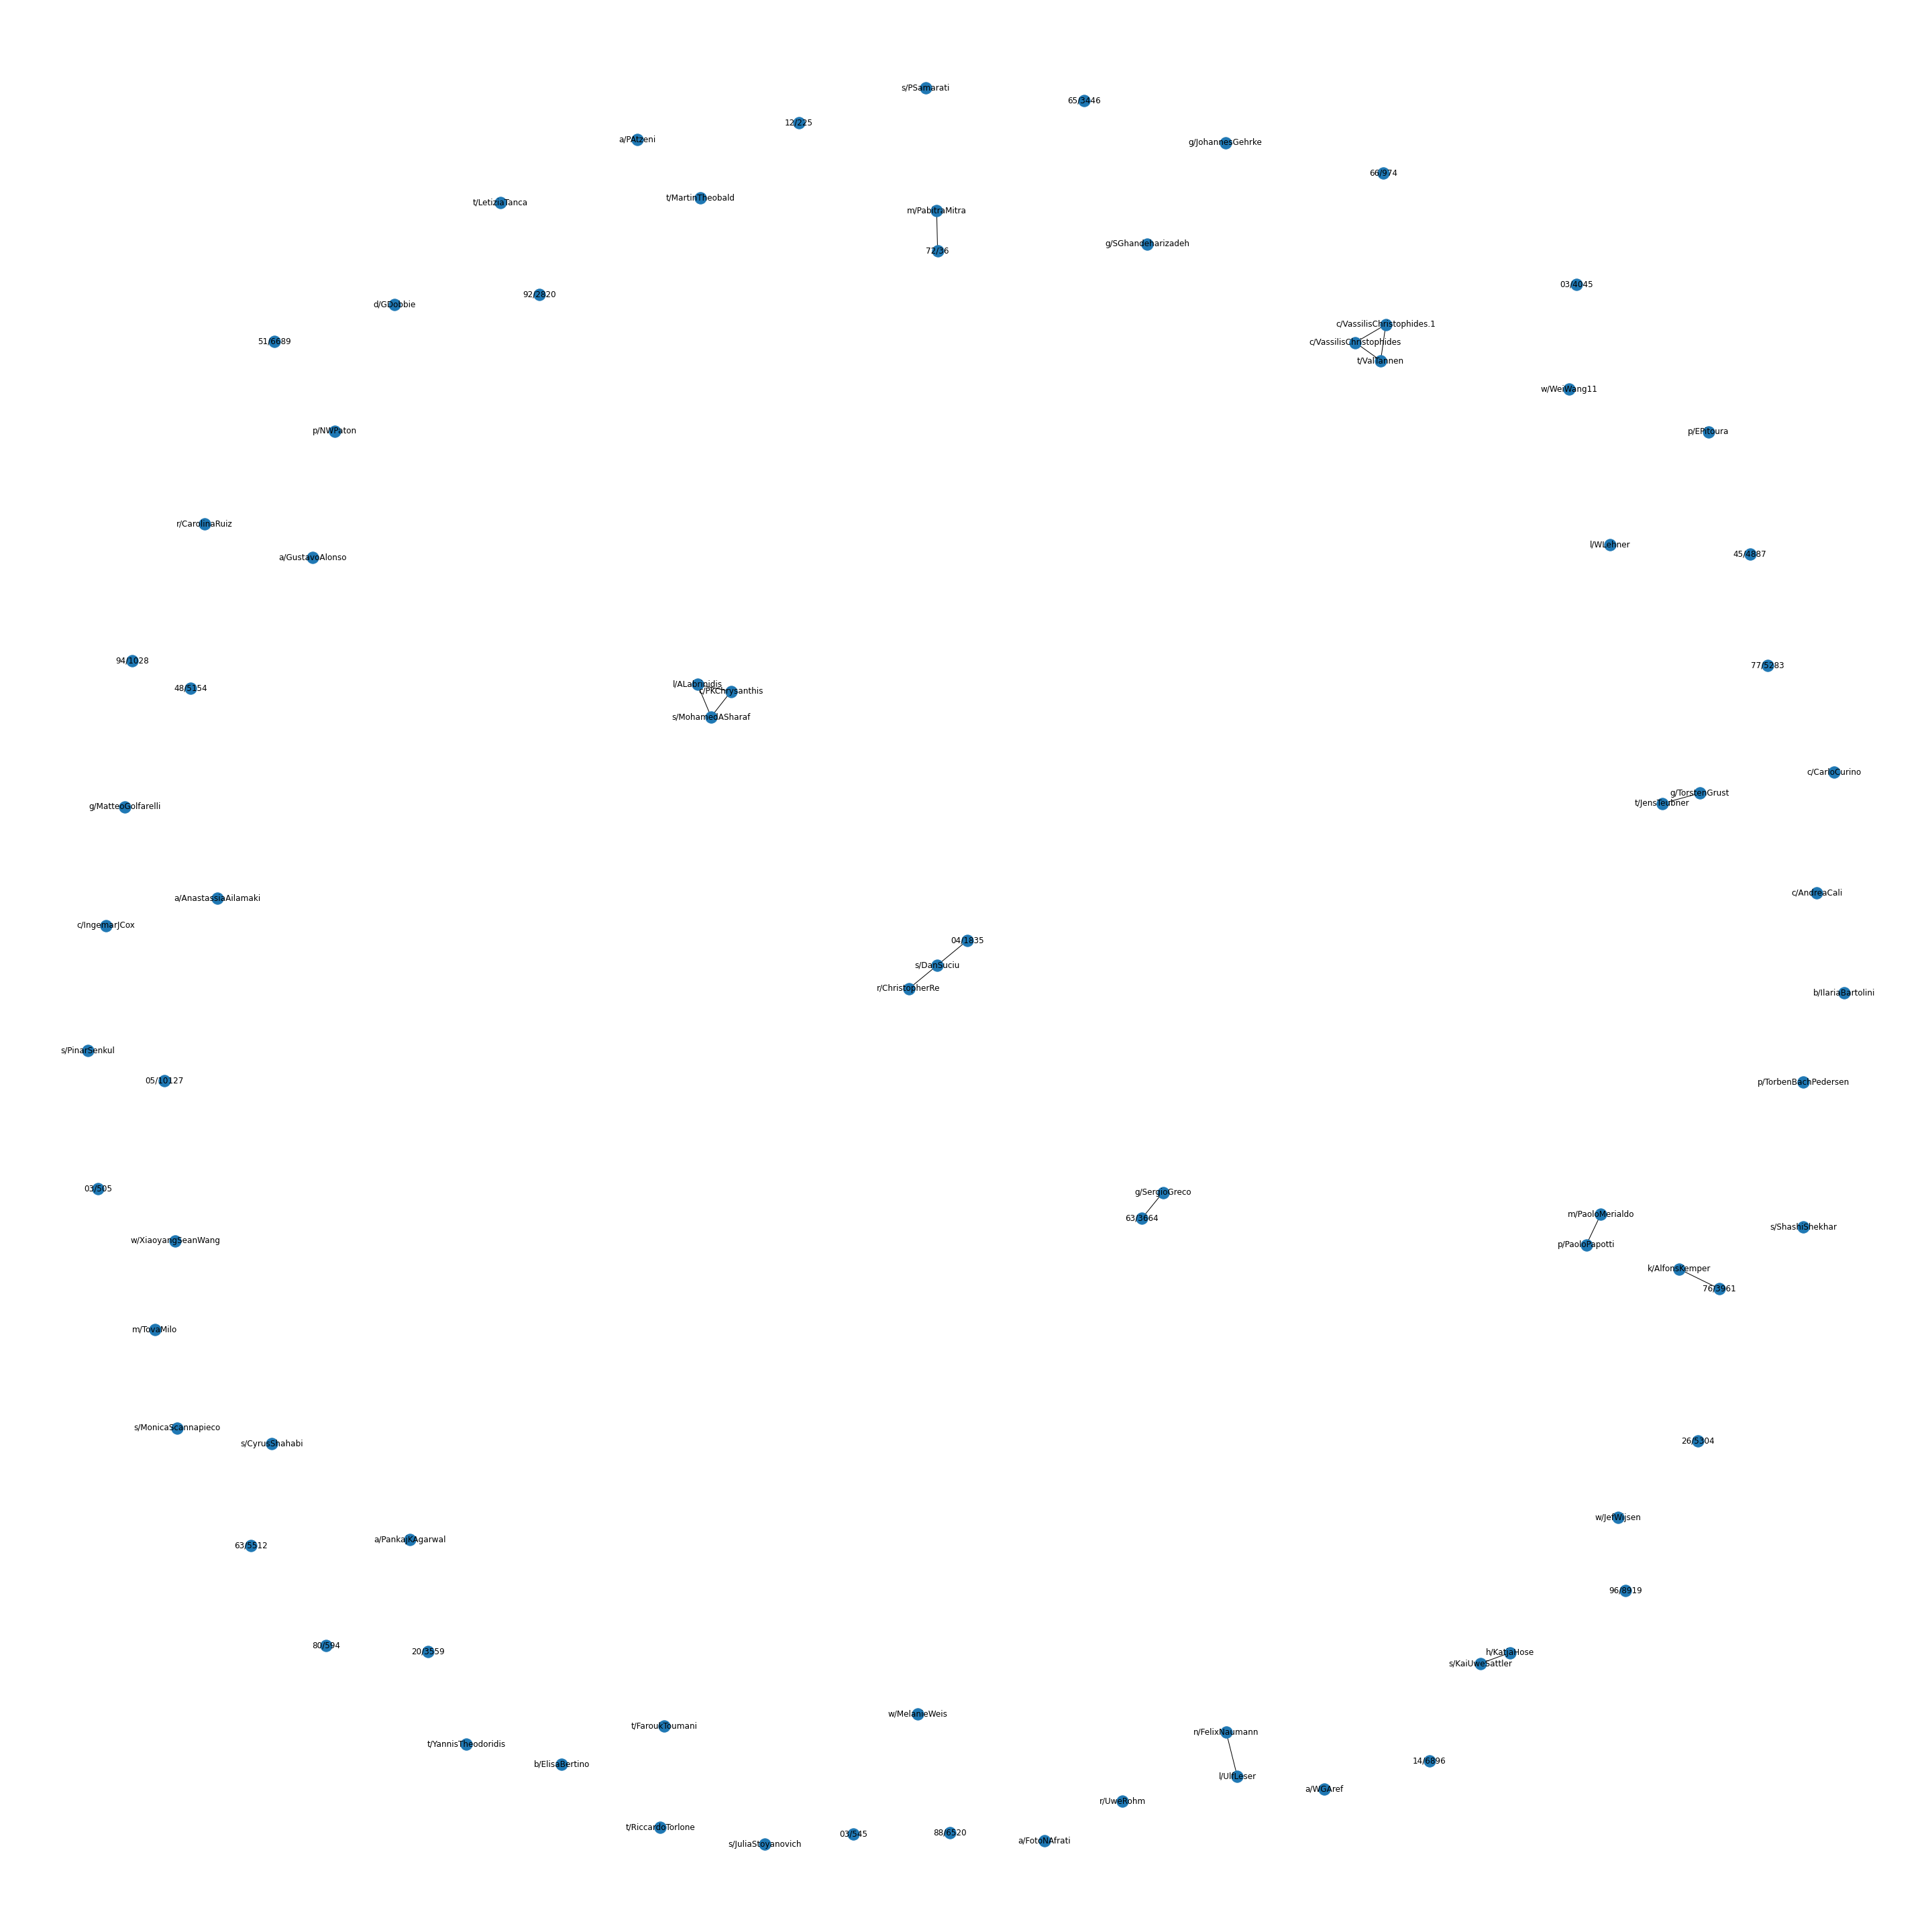 s/PSamarati
65/3446
12/225
a/PAtzeni
g/JohannesGehrke
66/974
t/MartinTheobald
t/LetiziaTanca
m/PabitraMitra
g/SGhandeharizadeh
72/36
03/4045
92/2820
d/GDobbie
c/VassilisChristophides.1
51/6689
c/VassilisChristophides
t/ValTannen
w/WeiWang11
p/NWPaton
p/EPitoura
r/CarolinaRuiz
l/WLehner
45/4887
a/GustavoAlonso
94/1028
77/5283
l/ALabrinidis
48/5154
c/PKChrysanthis
s/MohamedASharaf
c/CarloCurino
g/TorstenGrust
t/JensTeubner
g/MatteoGolfarelli
c/AndreaCali
a/AnastassiaAilamaki
c/IngemarJCox
04/1835
s/DanSuciu
r/ChristopherRe
b/IlariaBartolini
s/PinarSenkul
05/10127
p/TorbenBachPedersen
03/505
g/SergioGreco
m/PaoloMerialdo
63/3664
s/ShashiShekhar
w/XiaoyangSeanWang
p/PaoloPapotti
k/AlfonsKemper
76/3961
m/TovaMilo
s/MonicaScannapieco
26/5304
s/CyrusShahabi
w/JefWijsen
a/PankajKAgarwal
63/5512
96/8919
80/594
20/3559
h/KatjaHose
s/KaiUweSattler
w/MelanieWeis
t/FaroukToumani
n/FelixNaumann
t/YannisTheodoridis
14/6896
b/ElisaBertino
l/UlfLeser
a/WGAref
r/UweRohm
t/RiccardoTorlone
03/545
88/6520
a/FotoNAfrati
s/JuliaStoyanovich